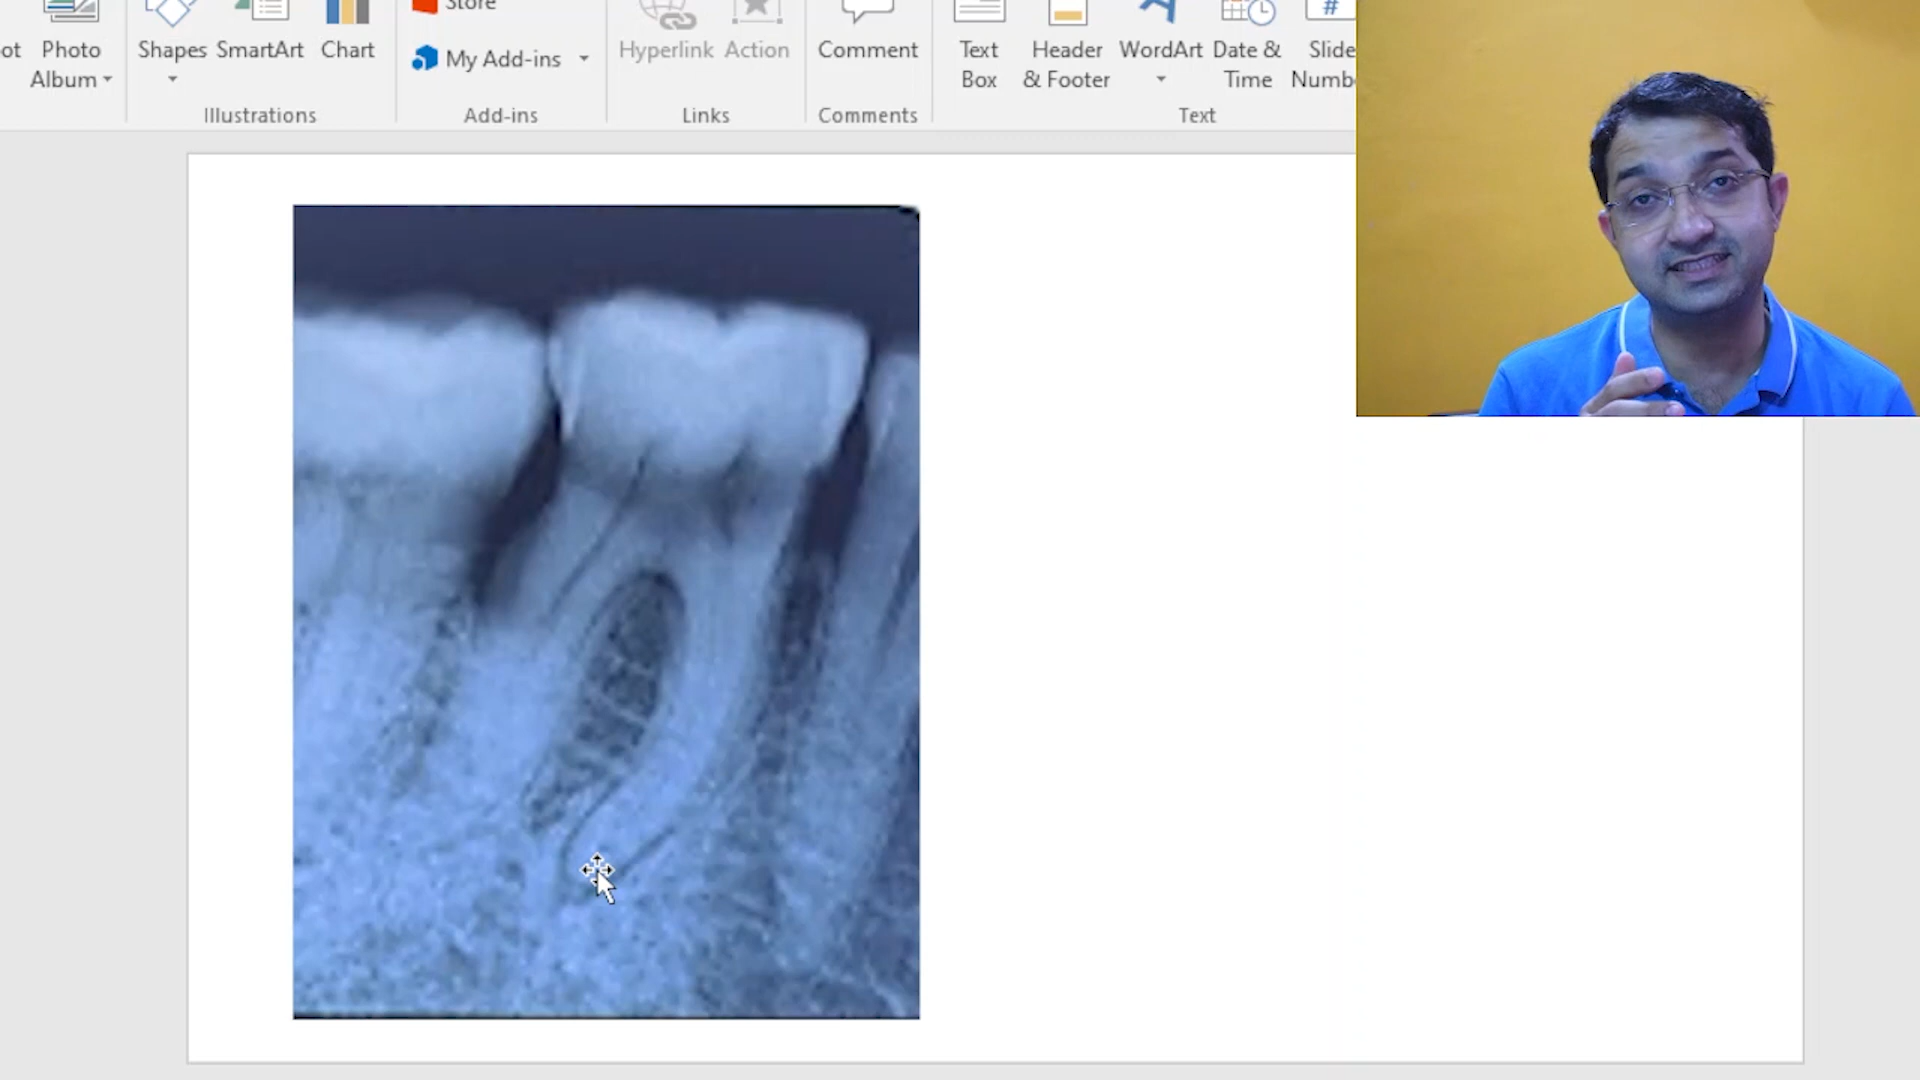 Store
ot Photo Shapes SmartArt Chart My Add-ins Hyperlink Action Comment Text Header WordArt Date & Slide
Album Box & Footer Time Numb
Illustrations Add-ins Links Comments Text
#